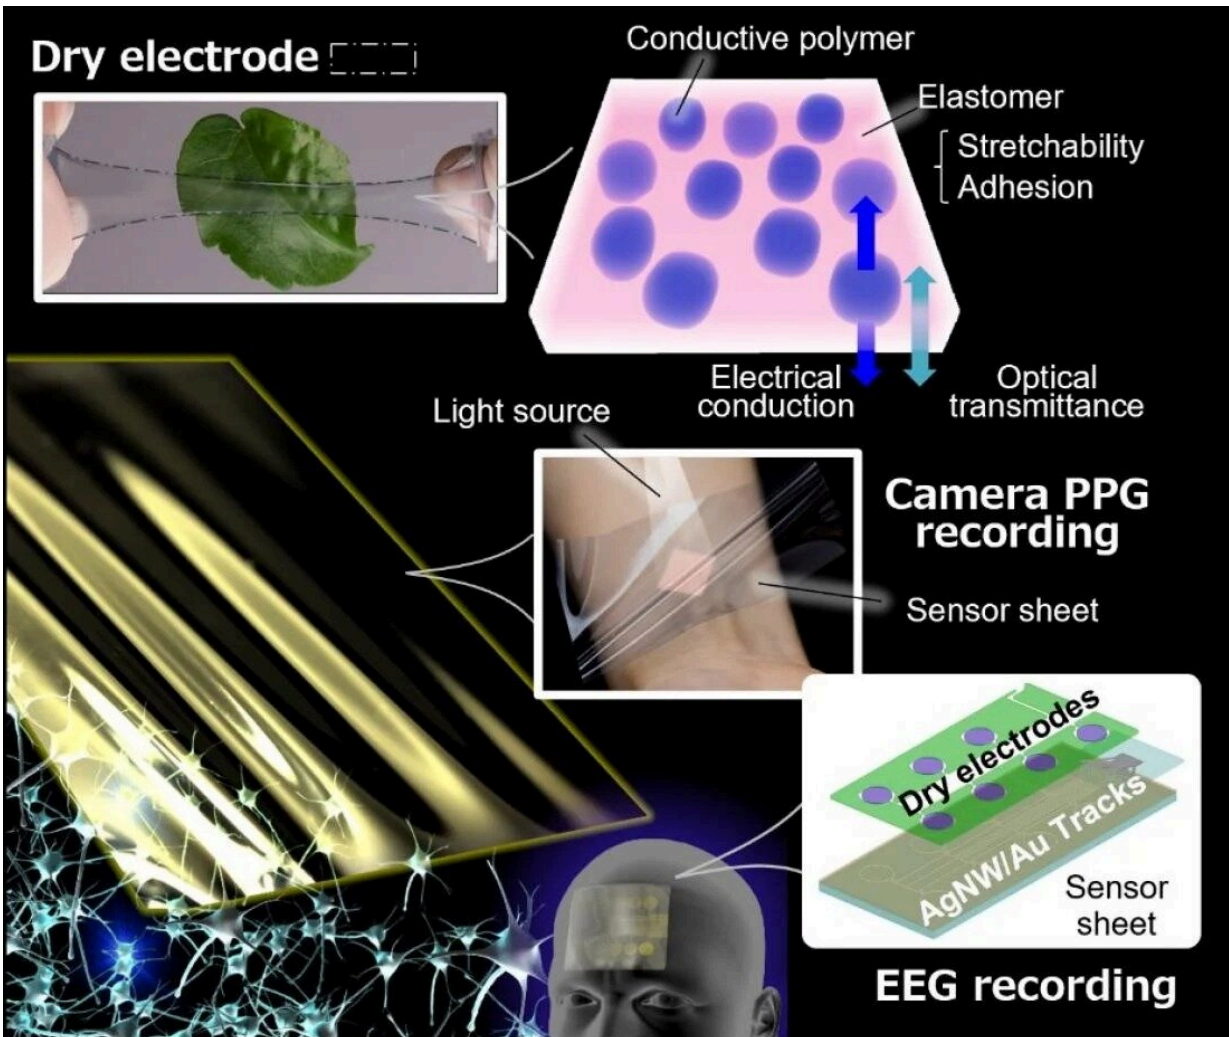 Dry electrode
Conductive polymer
Elastomer
Stretchability
Adhesion
Electrical
conduction
Optical
transmittance
Light source
Camera PPG
recording
Sensor sheet
Dry electrodes
AgNW/Au Tracks
Sensor
sheet
EEG recording